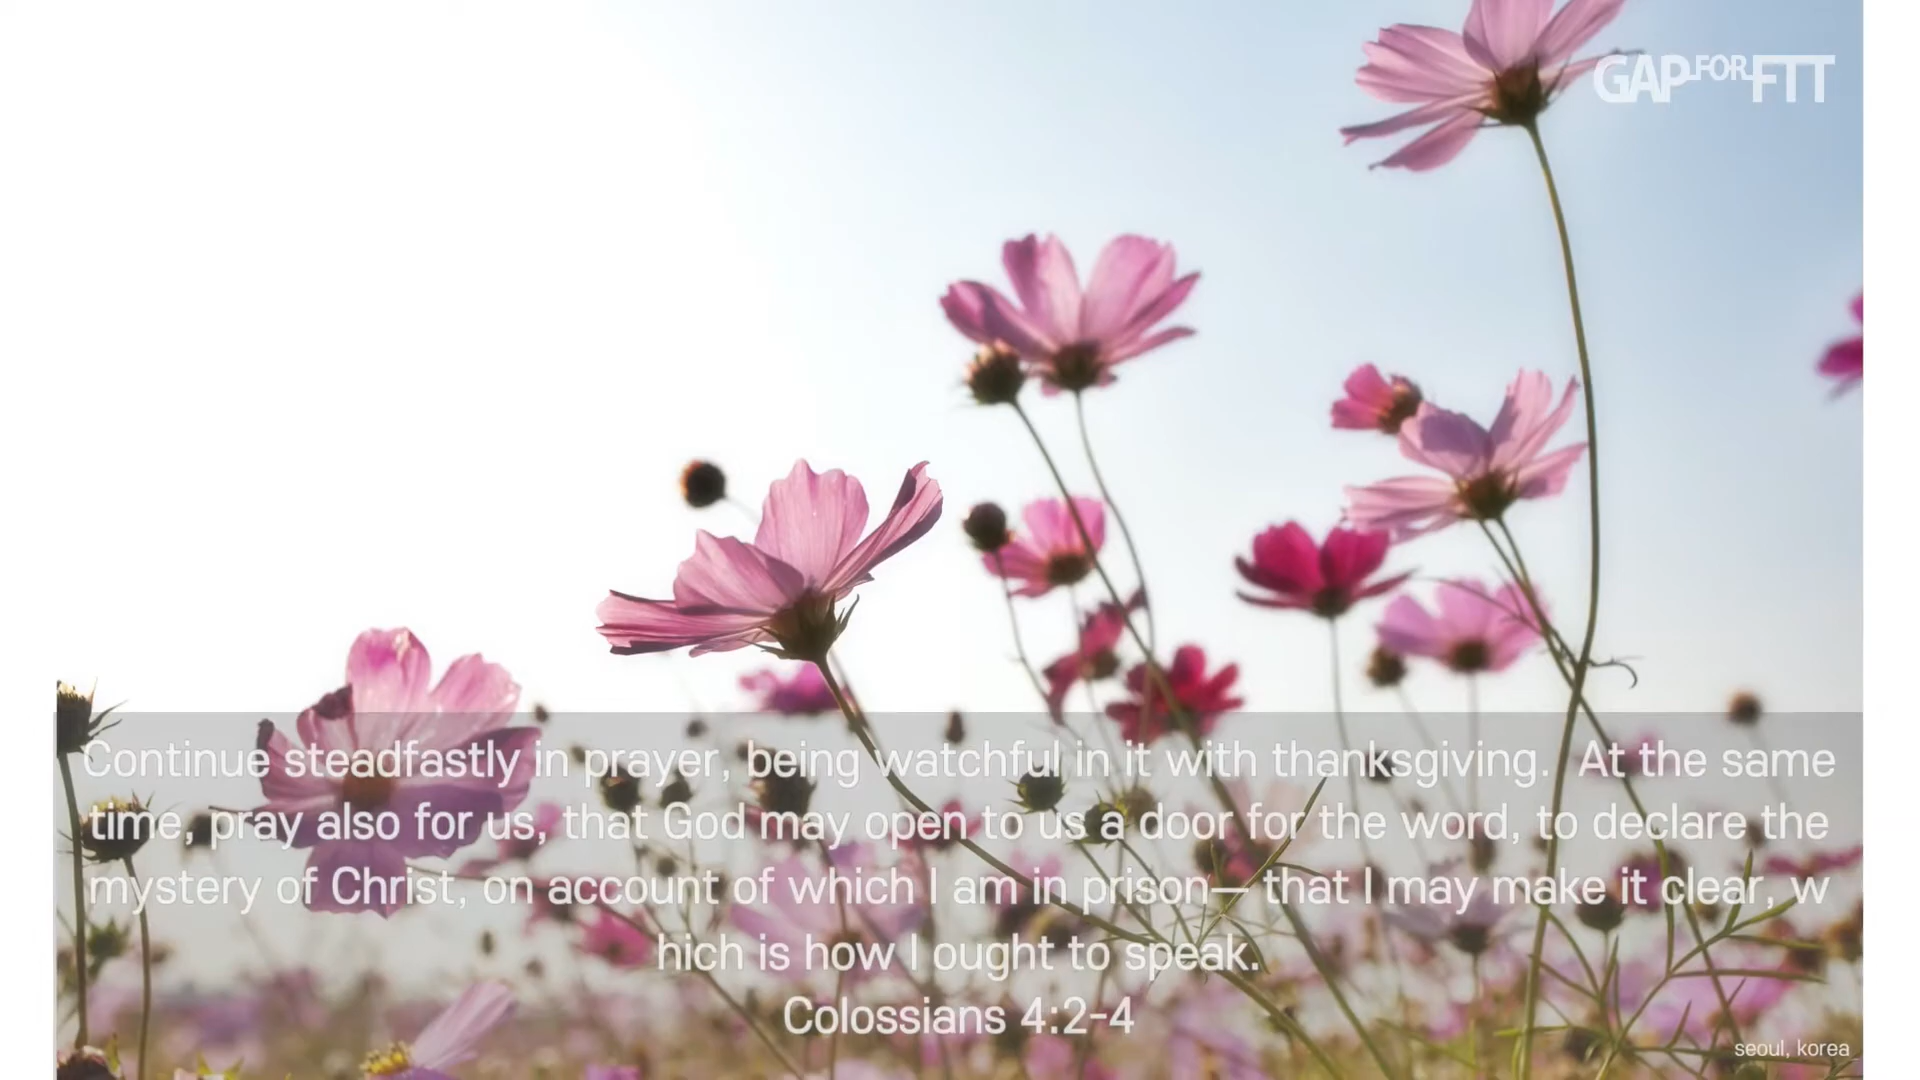 GAP FOR FTT
Continue steadfastly in prayer, being watchful in it with thanksgiving.  At the same
time, pray also for us, that God may open to us a door for the word, to declare the
mystery of Christ, on account of which I am in prison— that I may make it clear, w
hich is how I ought to speak.
Colossians 4:2-4
seoul, korea